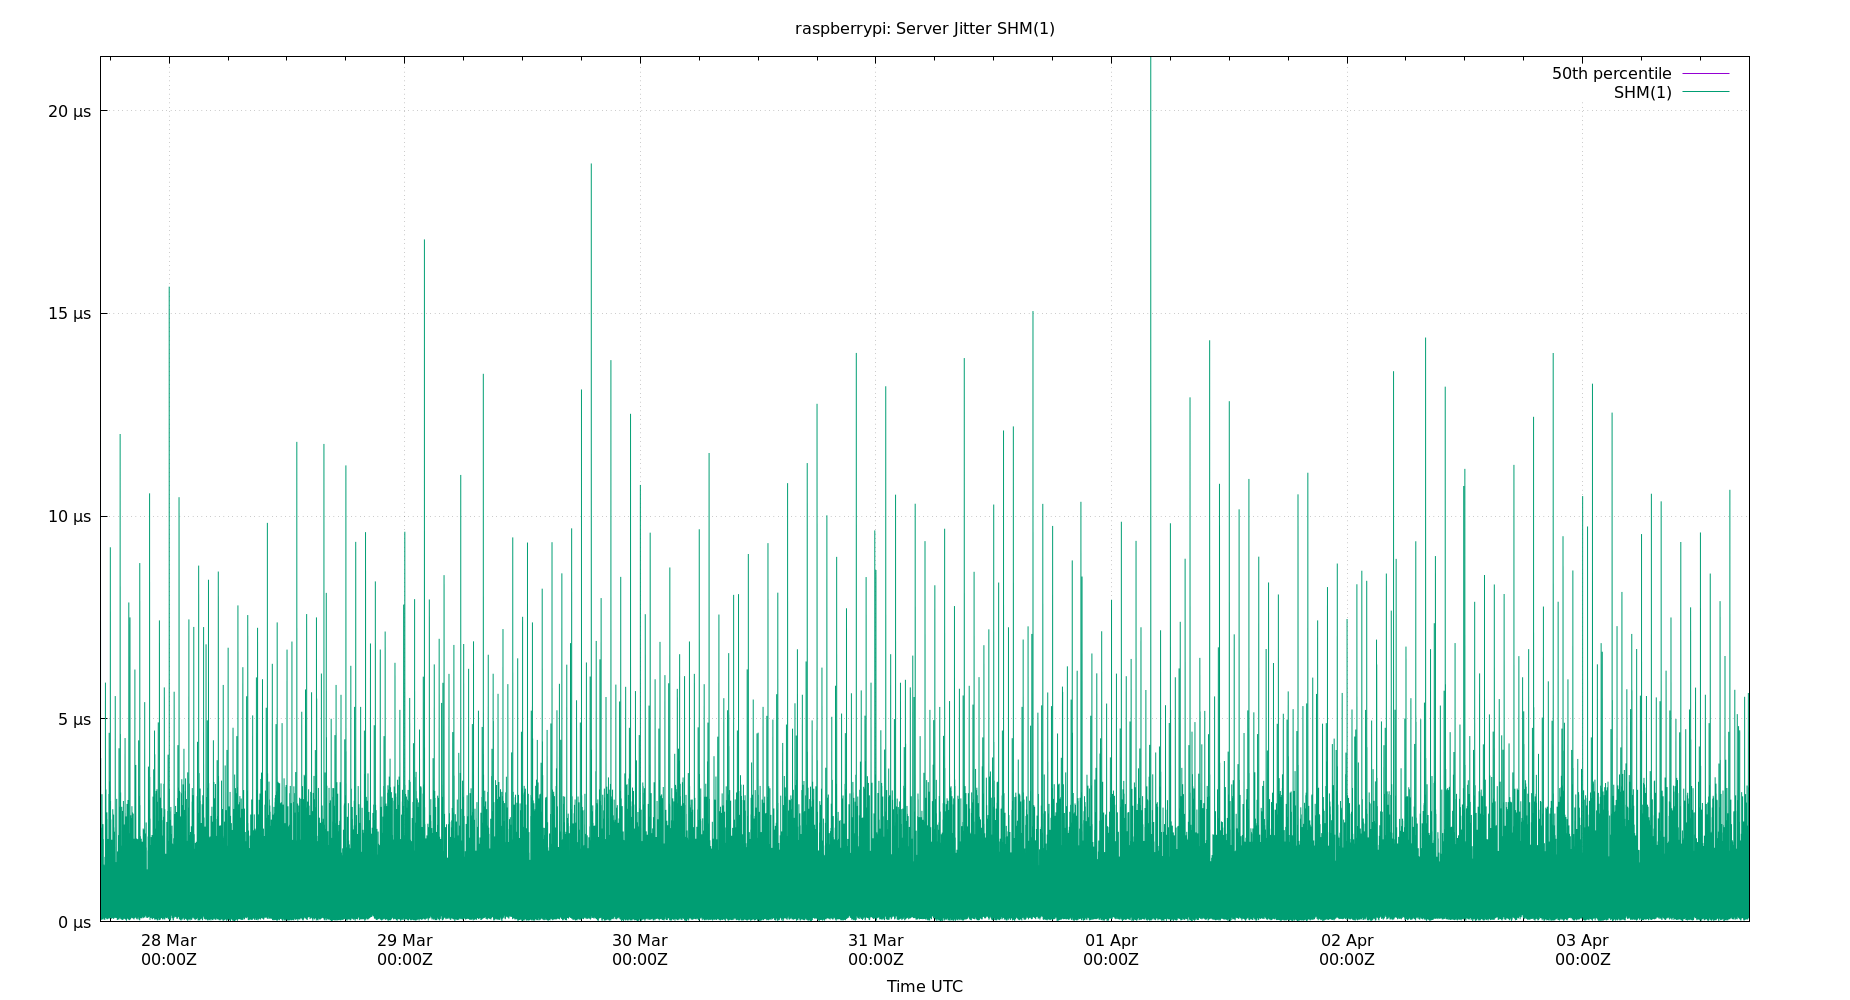 raspberrypi: Server Jitter SHM(1)
50th percentile
SHM(1)
20 µs
15 µs
10 µs
5 µs
0 µs
28 Mar 29 Mar 30 Mar 31 Mar 01 Apr 02 Apr 03 Apr
00:00Z 00:00Z 00:00Z 00:00Z 00:00Z 00:00Z 00:00Z
Time UTC